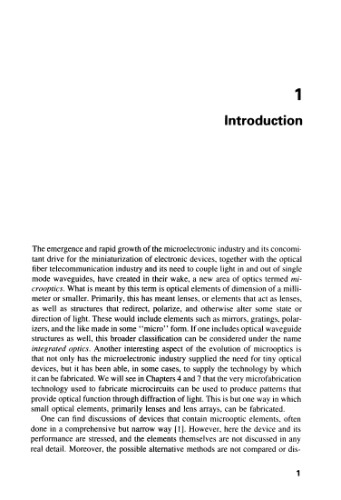 1
Introduction
The emergence and rapid growth of the microelectronic industry and its concomi-
tant drive for the miniaturization of electronic devices, together with the optical
fiber telecommunication industry and its need to couple light in and out of single
mode waveguides, have created in their wake, a new area of optics termed mi-
crooptics. What is meant by this term is optical elements of dimension of a milli-
meter or smaller. Primarily, this has meant lenses, or elements that act as lenses,
as well as structures that redirect, polarize, and otherwise alter some state or
direction of light. These would include elements such as mirrors, gratings, polar-
izers, and the like made in some "micro" form. If one includes optical waveguide
structures as well, this broader classification can be considered under the name
integrated optics. Another interesting aspect of the evolution of microoptics is
that not only has the microelectronic industry supplied the need for tiny optical
devices, but it has been able, in some cases, to supply the technology by which
it can be fabricated. We will see in Chapters 4 and 7 that the very microfabrication
technology used to fabricate microcircuits can be used to produce patterns that
provide optical function through diffraction of light. This is but one way in which
small optical elements, primarily lenses and lens arrays, can be fabricated.
One can find discussions of devices that contain microoptic elements, often
done in a comprehensive but narrow way [1]. However, here the device and its
performance are stressed, and the elements themselves are not discussed in any
real detail. Moreover, the possible alternative methods are not compared or dis-
1